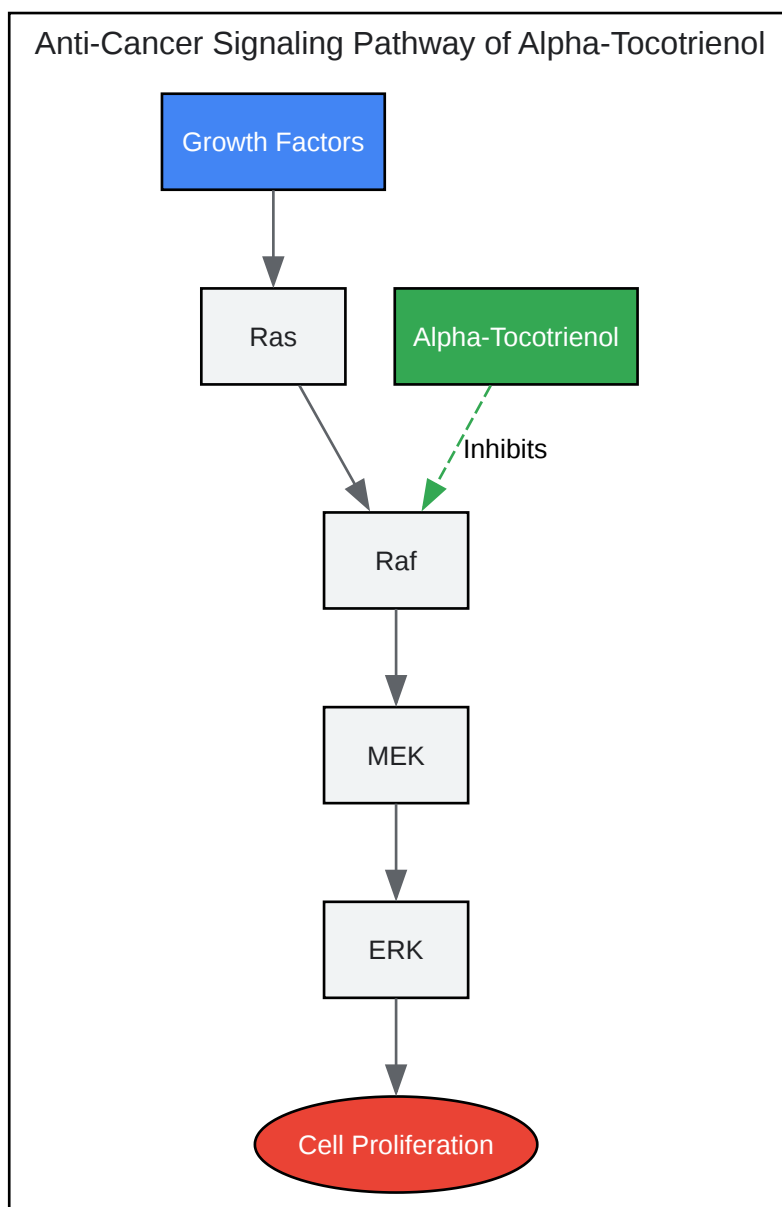 Anti-Cancer Signaling Pathway of Alpha-Tocotrienol
Growth Factors
Ras
Alpha-Tocotrienol
Inhibits
Raf
MEK
ERK
Cell Proliferation